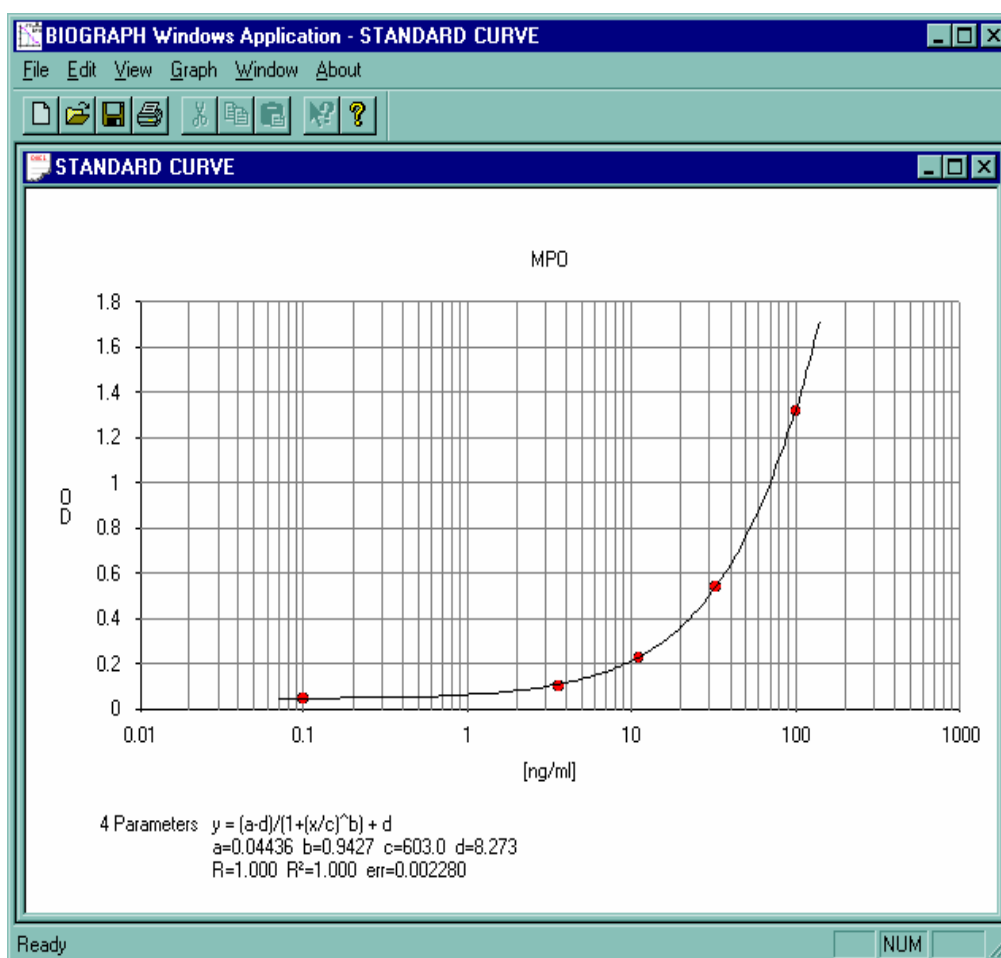 BIOGRAPH Windows Application - STANDARD CURVE
File Edit View Graph Window About
STANDARD CURVE
MPO
1.8
1.6
1.4
1.2
1
0.8
0.6
0.4
0.2
0
OD
0.01 0.1 1 10 100 1000
[ng/ml]
4 Parameters y = (a-d)/(1+(x/c)^b) + d
a=0.04436 b=0.9427 c=603.0 d=8.273
R=1.000 R²=1.000 err=0.002280
Ready NUM